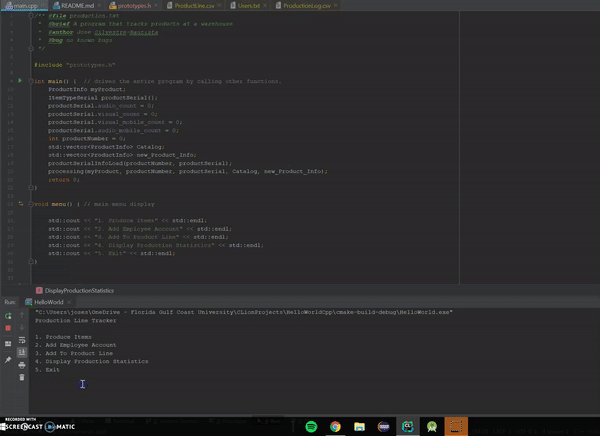 main.cpp README.md prototypes.h ProductLine.csv Users.txt ProductionLog.csv
/** @file production.txt
* @brief A program that tracks products at a warehouse
* @author Jose Silvestre-Bautista
* @bug no known bugs
*/
#include "prototypes.h"
int main() { // drives the entire program by calling other functions.
ProductInfo myProduct;
ItemTypeSerial productSerial{};
productSerial.audio_count = 0;
productSerial.visual_count = 0;
productSerial.visual_mobile_count = 0;
productSerial.audio_mobile_count = 0;
int productNumber = 0;
std::vector<ProductInfo> Catalog;
std::vector<ProductInfo> new_Product_Info;
productSerialInfoLoad(productNumber, productSerial);
processing(myProduct, productNumber, productSerial, Catalog, new_Product_Info);
return 0;
}
void menu() { // main menu display
std::cout << "1. Produce Items" << std::endl;
std::cout << "2. Add Employee Account" << std::endl;
std::cout << "3. Add To Product Line" << std::endl;
std::cout << "4. Display Production Statistics" << std::endl;
std::cout << "5. Exit" << std::endl;
}
DisplayProductionStatistics
Run: HelloWorld
"C:\Users\joses\OneDrive - Florida Gulf Coast University\CLionProjects\HelloWorldCpp\cmake-build-debug\HelloWorld.exe"
Production Line Tracker
1. Produce Items
2. Add Employee Account
3. Add To Product Line
4. Display Production Statistics
5. Exit
RECORDED WITH
SCREENCAST MATIC